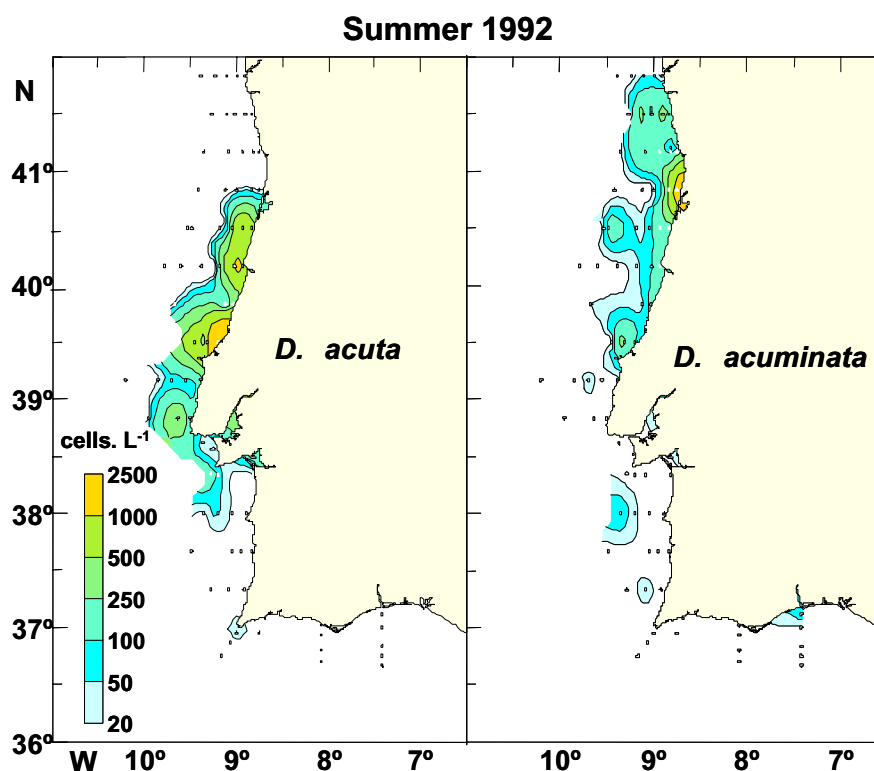 Summer 1992
N
41º
40º
39º
38º
37º
36º
D. acuta
D. acuminata
cells. L-1
2500
1000
500
250
100
50
20
W 10º 9º 8º 7º 10º 9º 8º 7º